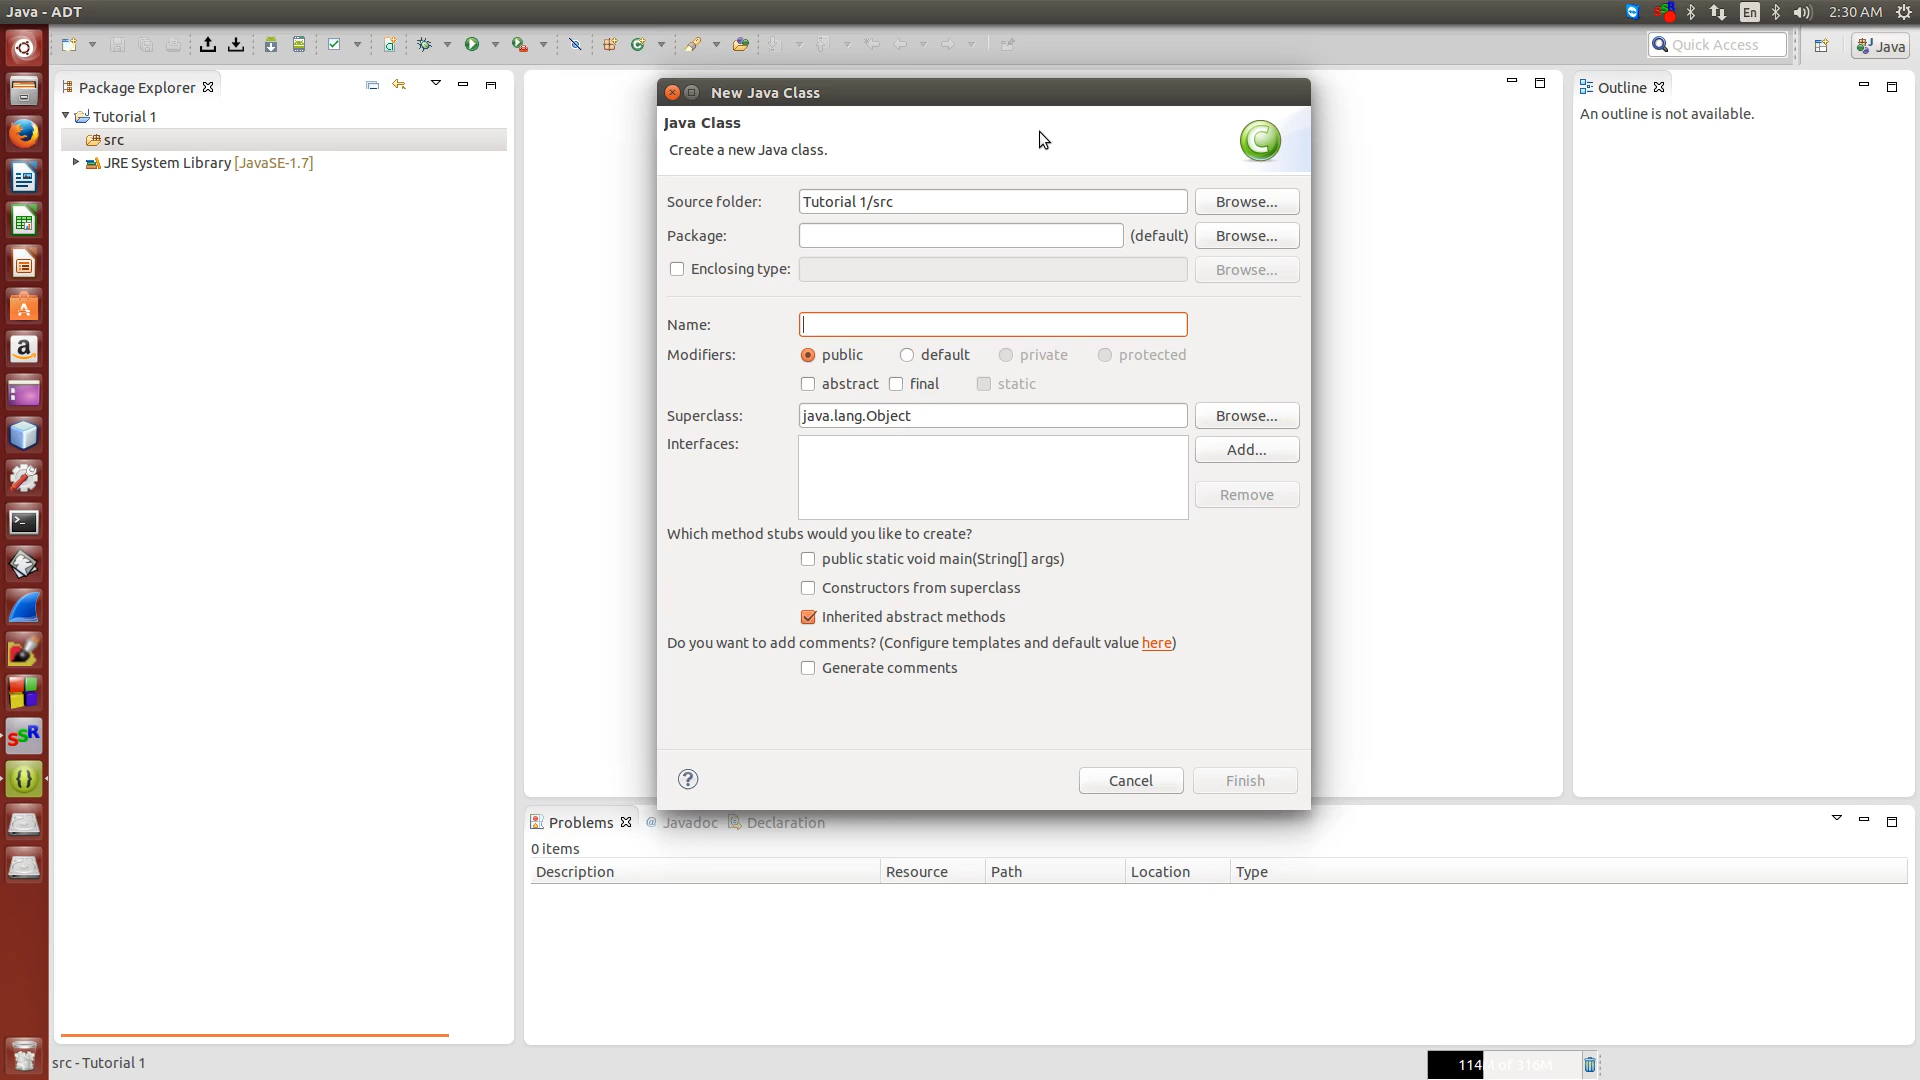 Java - ADT
En
2:30 AM
Quick Access
Java
Package Explorer
Tutorial 1
src
JRE System Library [JavaSE-1.7]
New Java Class
Java Class
Create a new Java class.
C
Source folder:
Tutorial 1/src
Browse...
Package:
(default)
Browse...
Enclosing type:
Browse...
Name:
Modifiers:
public
default
private
protected
abstract
final
static
Superclass:
java.lang.Object
Browse...
Interfaces:
Add...
Remove
Which method stubs would you like to create?
public static void main(String[] args)
Constructors from superclass
Inherited abstract methods
Do you want to add comments? (Configure templates and default value here)
Generate comments
?
Cancel
Finish
Outline
An outline is not available.
Problems
@ Javadoc
Declaration
0 items
Description
Resource
Path
Location
Type
src - Tutorial 1
114M of 316M
SSR